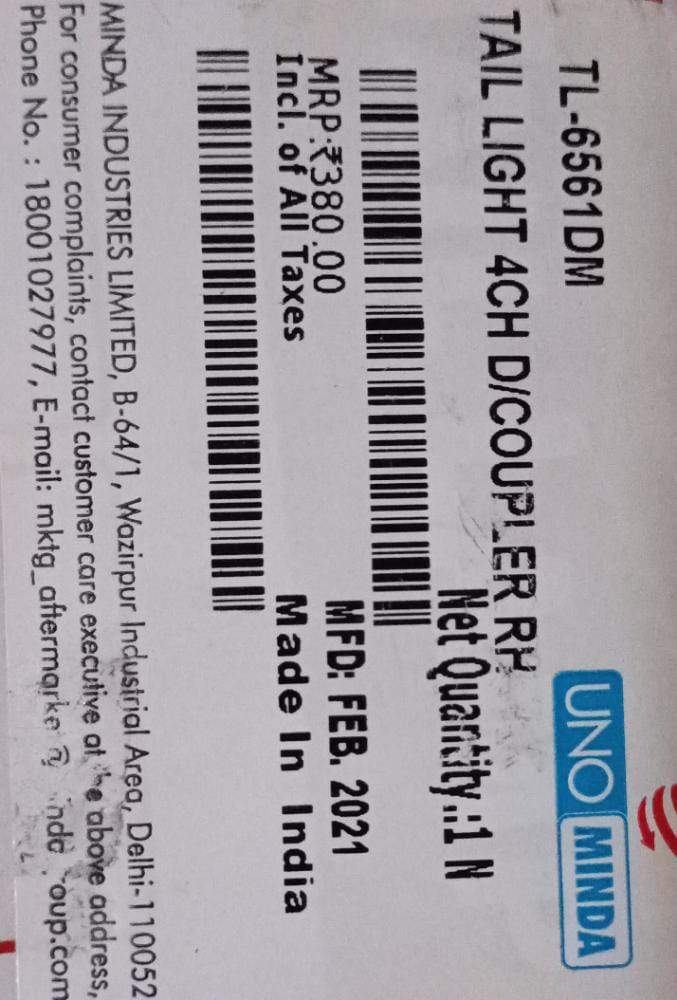 TL-6561DM
UNO MINDA
TAIL LIGHT 4CH D/COUPLER RH
Net Quantity.:1 N
MRP:₹380.00
MFD: FEB. 2021
Incl. of All Taxes
Made In India
MINDA INDUSTRIES LIMITED, B-64/1, Wazirpur Industrial Area, Delhi-110052
For consumer complaints, contact customer care executive at the above address,
Phone No. : 18001027977, E-mail: